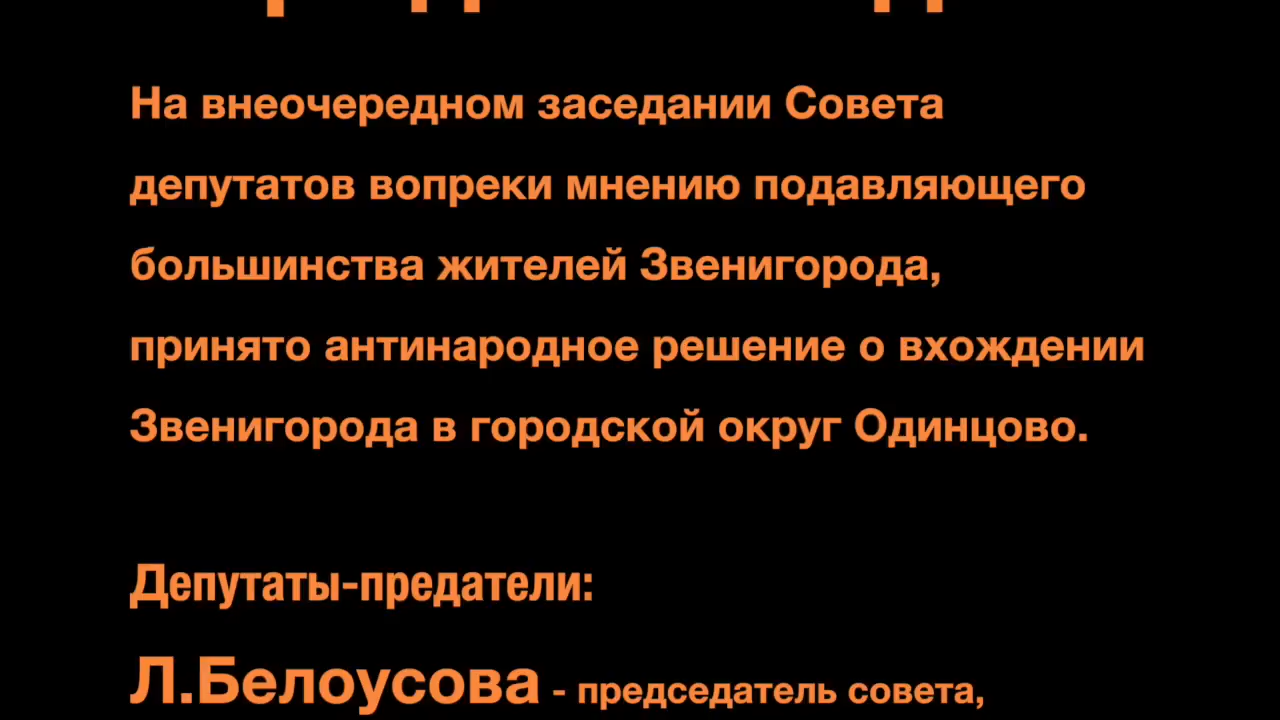 На внеочередном заседании Совета
депутатов вопреки мнению подавляющего
большинства жителей Звенигорода,
принято антинародное решение о вхождении
Звенигорода в городской округ Одинцово.
Депутаты-предатели:
Л.Белоусова - председатель совета,